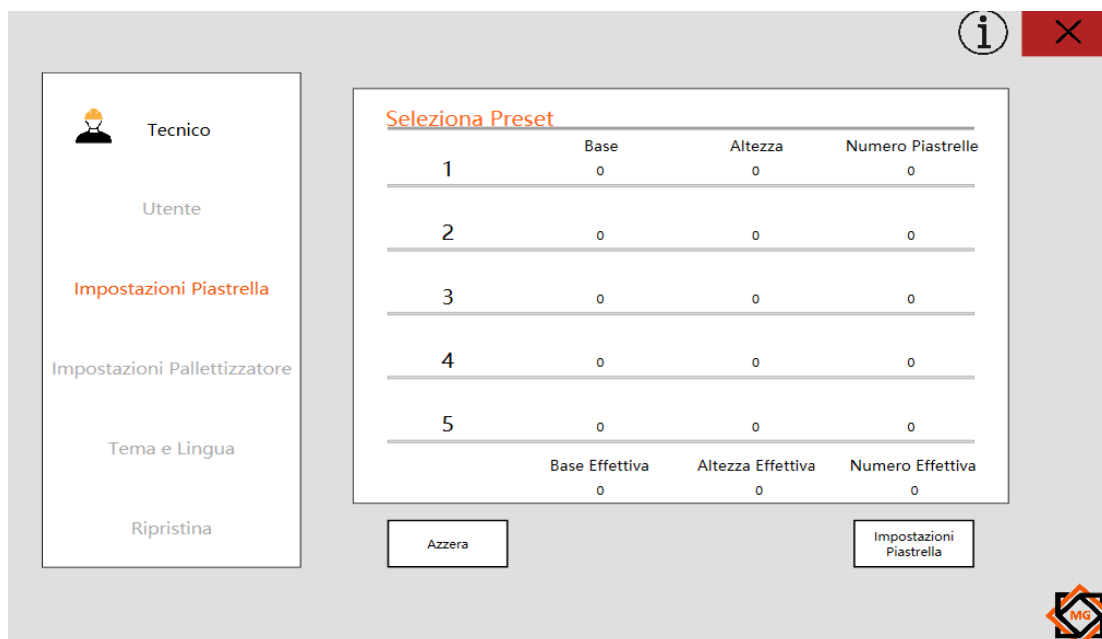 Tecnico
Utente
Impostazioni Piastrella
Impostazioni Pallettizzatore
Tema e Lingua
Ripristina
Seleziona Preset
Base Altezza Numero Piastrelle
1 0 0 0
2 0 0 0
3 0 0 0
4 0 0 0
5 0 0 0
Base Effettiva Altezza Effettiva Numero Effettiva
0 0 0
Azzera
Impostazioni
Piastrella
i
MG